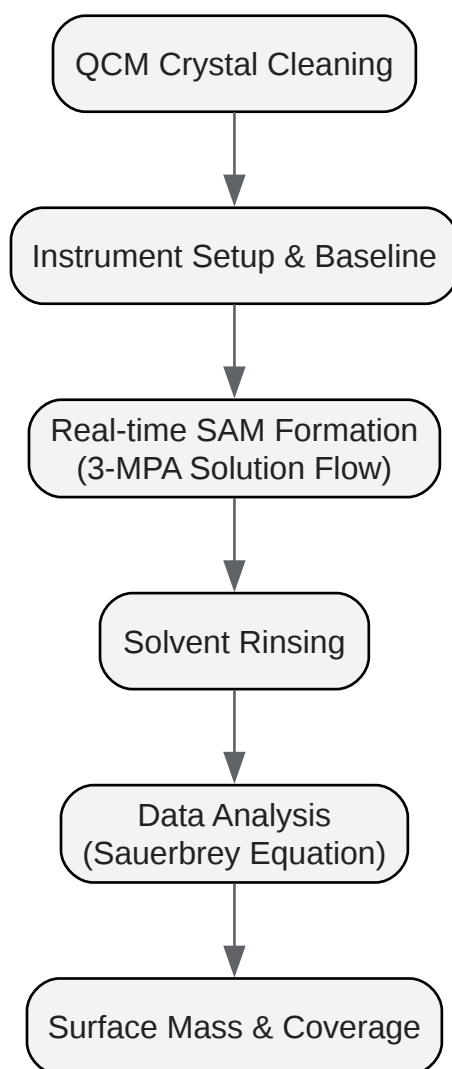 QCM Crystal Cleaning
Instrument Setup & Baseline
Real-time SAM Formation
(3-MPA Solution Flow)
Solvent Rinsing
Data Analysis
(Sauerbrey Equation)
Surface Mass & Coverage